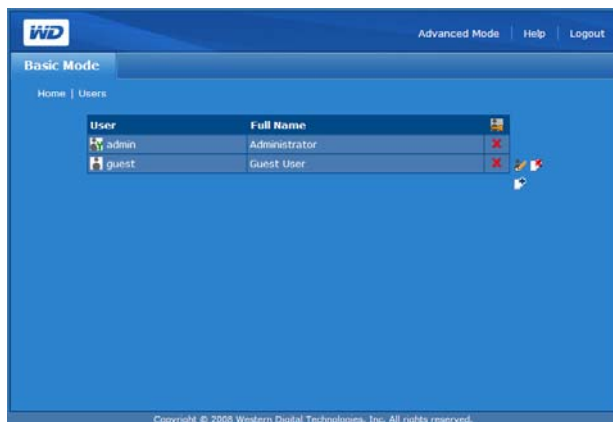 WD
Advanced Mode | Help | Logout
Basic Mode
Home | Users
User Full Name
admin Administrator
guest Guest User
Copyright © 2008 Western Digital Technologies, Inc. All rights reserved.